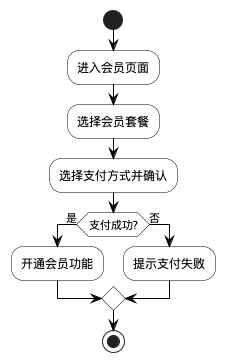 进入会员页面
选择会员套餐
选择支付方式并确认
支付成功?
是
否
开通会员功能
提示支付失败